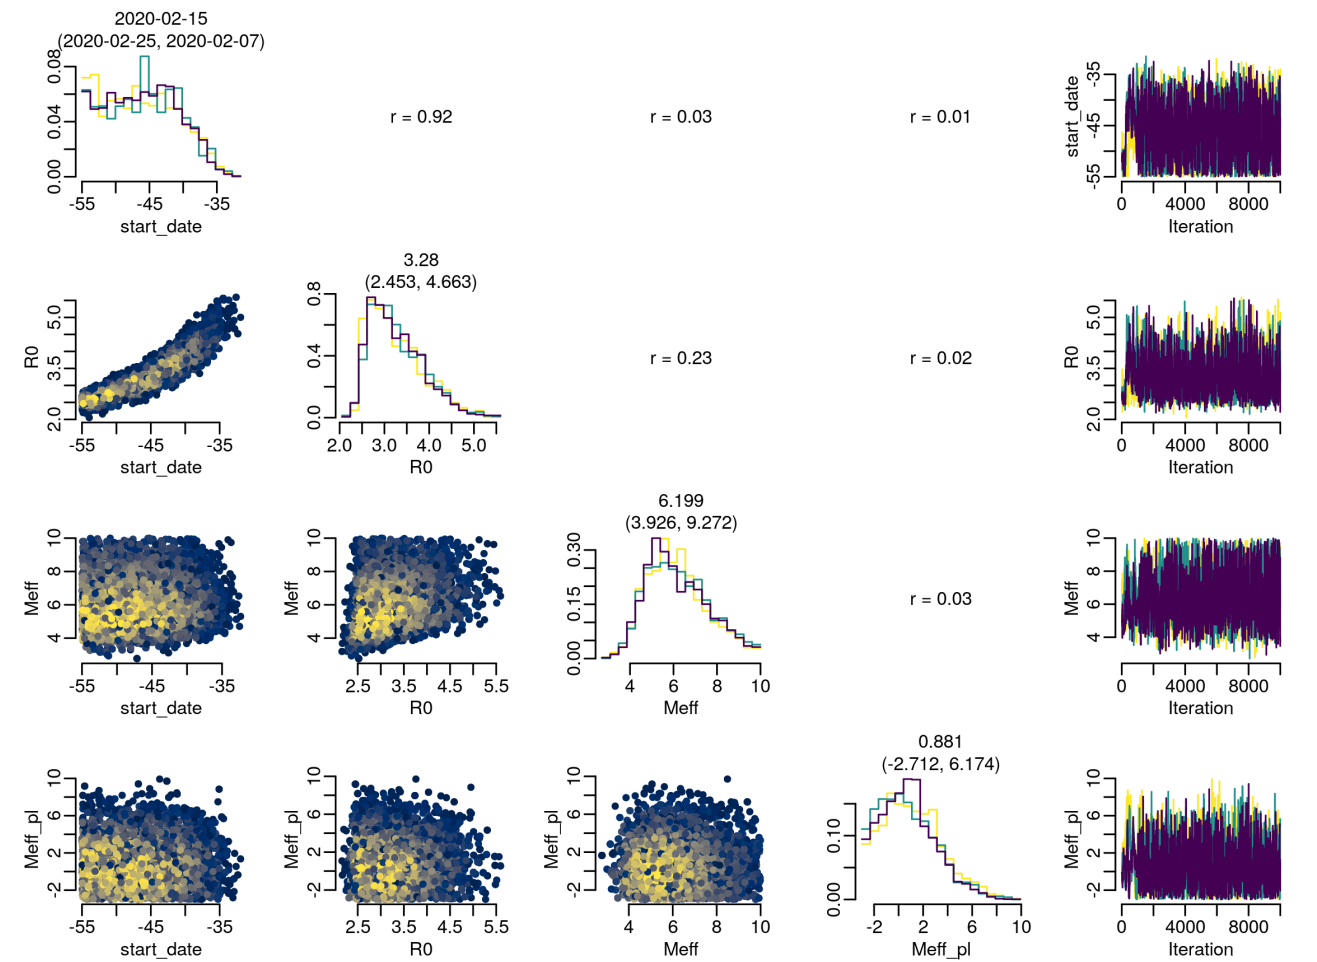 2020-02-15
(2020-02-25, 2020-02-07)
0.00 0.04 0.08
-55 -45 -35
start_date
r = 0.92
r = 0.03
r = 0.01
start_date
-55 -45 -35
0 4000 8000
Iteration
R0
2.0 3.5 5.0
-55 -45 -35
start_date
3.28
(2.453, 4.663)
0.0 0.4 0.8
2.0 3.0 4.0 5.0
R0
r = 0.23
r = 0.02
R0
2.0 3.5 5.0
0 4000 8000
Iteration
Meff
4 6 8 10
-55 -45 -35
start_date
Meff
4 6 8 10
2.5 3.5 4.5 5.5
R0
6.199
(3.926, 9.272)
0.00 0.15 0.30
4 6 8 10
Meff
r = 0.03
Meff
4 6 8 10
0 4000 8000
Iteration
Meff_pl
-2 2 6 10
-55 -45 -35
start_date
Meff_pl
-2 2 6 10
2.5 3.5 4.5 5.5
R0
Meff_pl
-2 2 6 10
4 6 8 10
Meff
0.881
(-2.712, 6.174)
0.00 0.10
-2 2 6 10
Meff_pl
Meff_pl
-2 2 6 10
0 4000 8000
Iteration